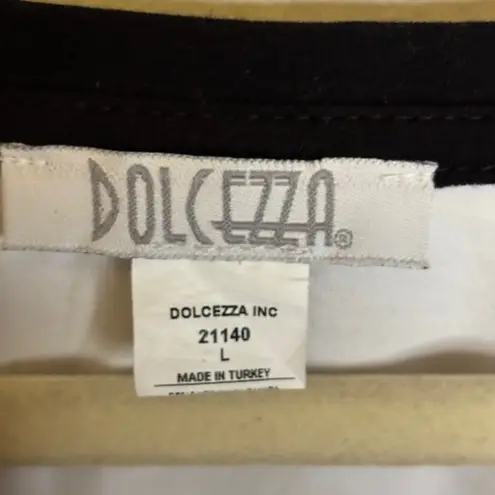 DOLCEZZA®
DOLCEZZA INC
21140
L
MADE IN TURKEY